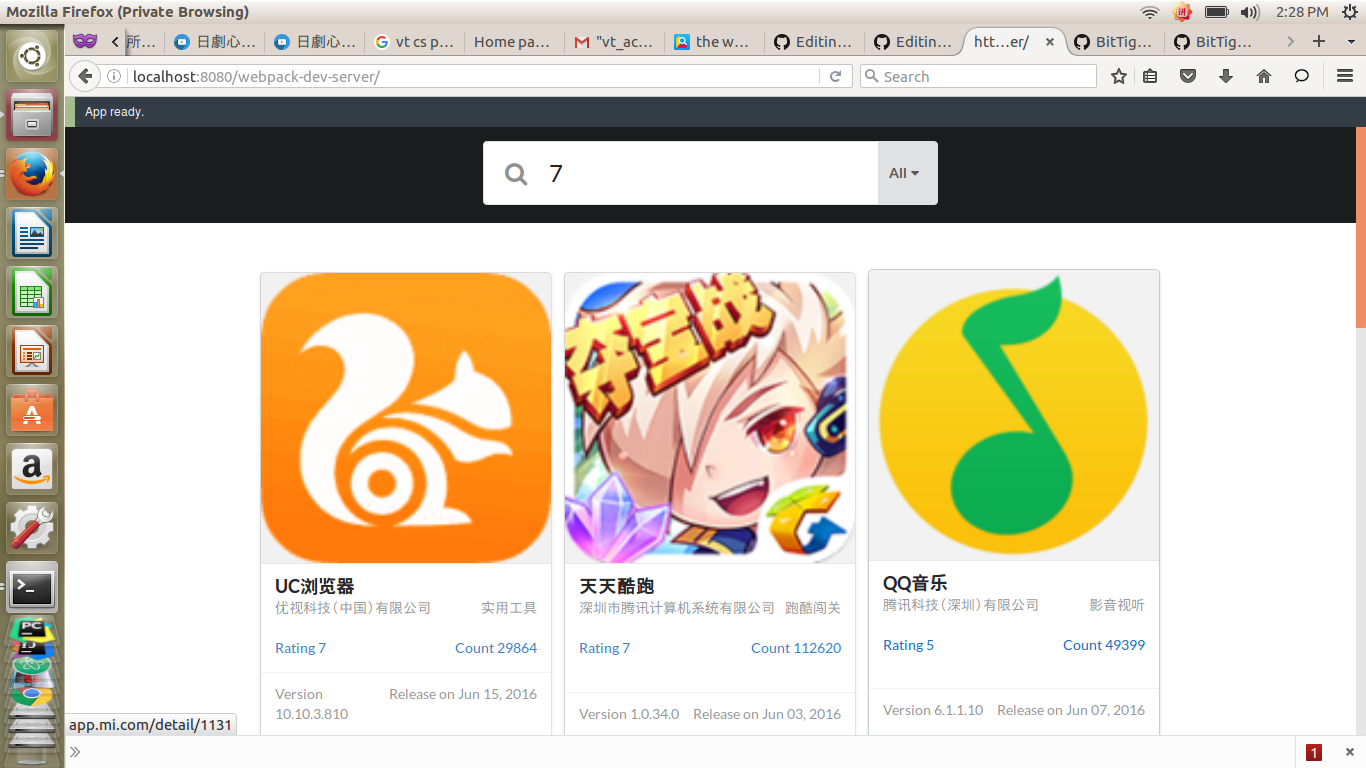 Mozilla Firefox (Private Browsing)
拼
2:28 PM
所…
日劇心…
日劇心…
vt cs p…
Home pa…
"vt_ac…
the w…
Editin…
Editin…
htt…er/
BitTig…
BitTig…
localhost:8080/webpack-dev-server/
Search
App ready.
7
All
夺宝战
UC浏览器
优视科技（中国）有限公司 实用工具
Rating 7 Count 29864
Version 10.10.3.810
Release on Jun 15, 2016
天天酷跑
深圳市腾讯计算机系统有限公司 跑酷闯关
Rating 7 Count 112620
Version 1.0.34.0 Release on Jun 03, 2016
QQ音乐
腾讯科技（深圳）有限公司 影音视听
Rating 5 Count 49399
Version 6.1.1.10 Release on Jun 07, 2016
PC
IJ
app.mi.com/detail/1131
1